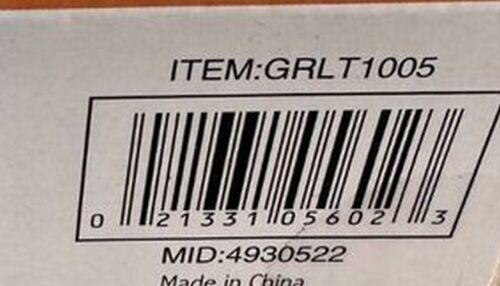 ITEM:GRLT1005
0 21331 05602 3
MID:4930522
Made in China